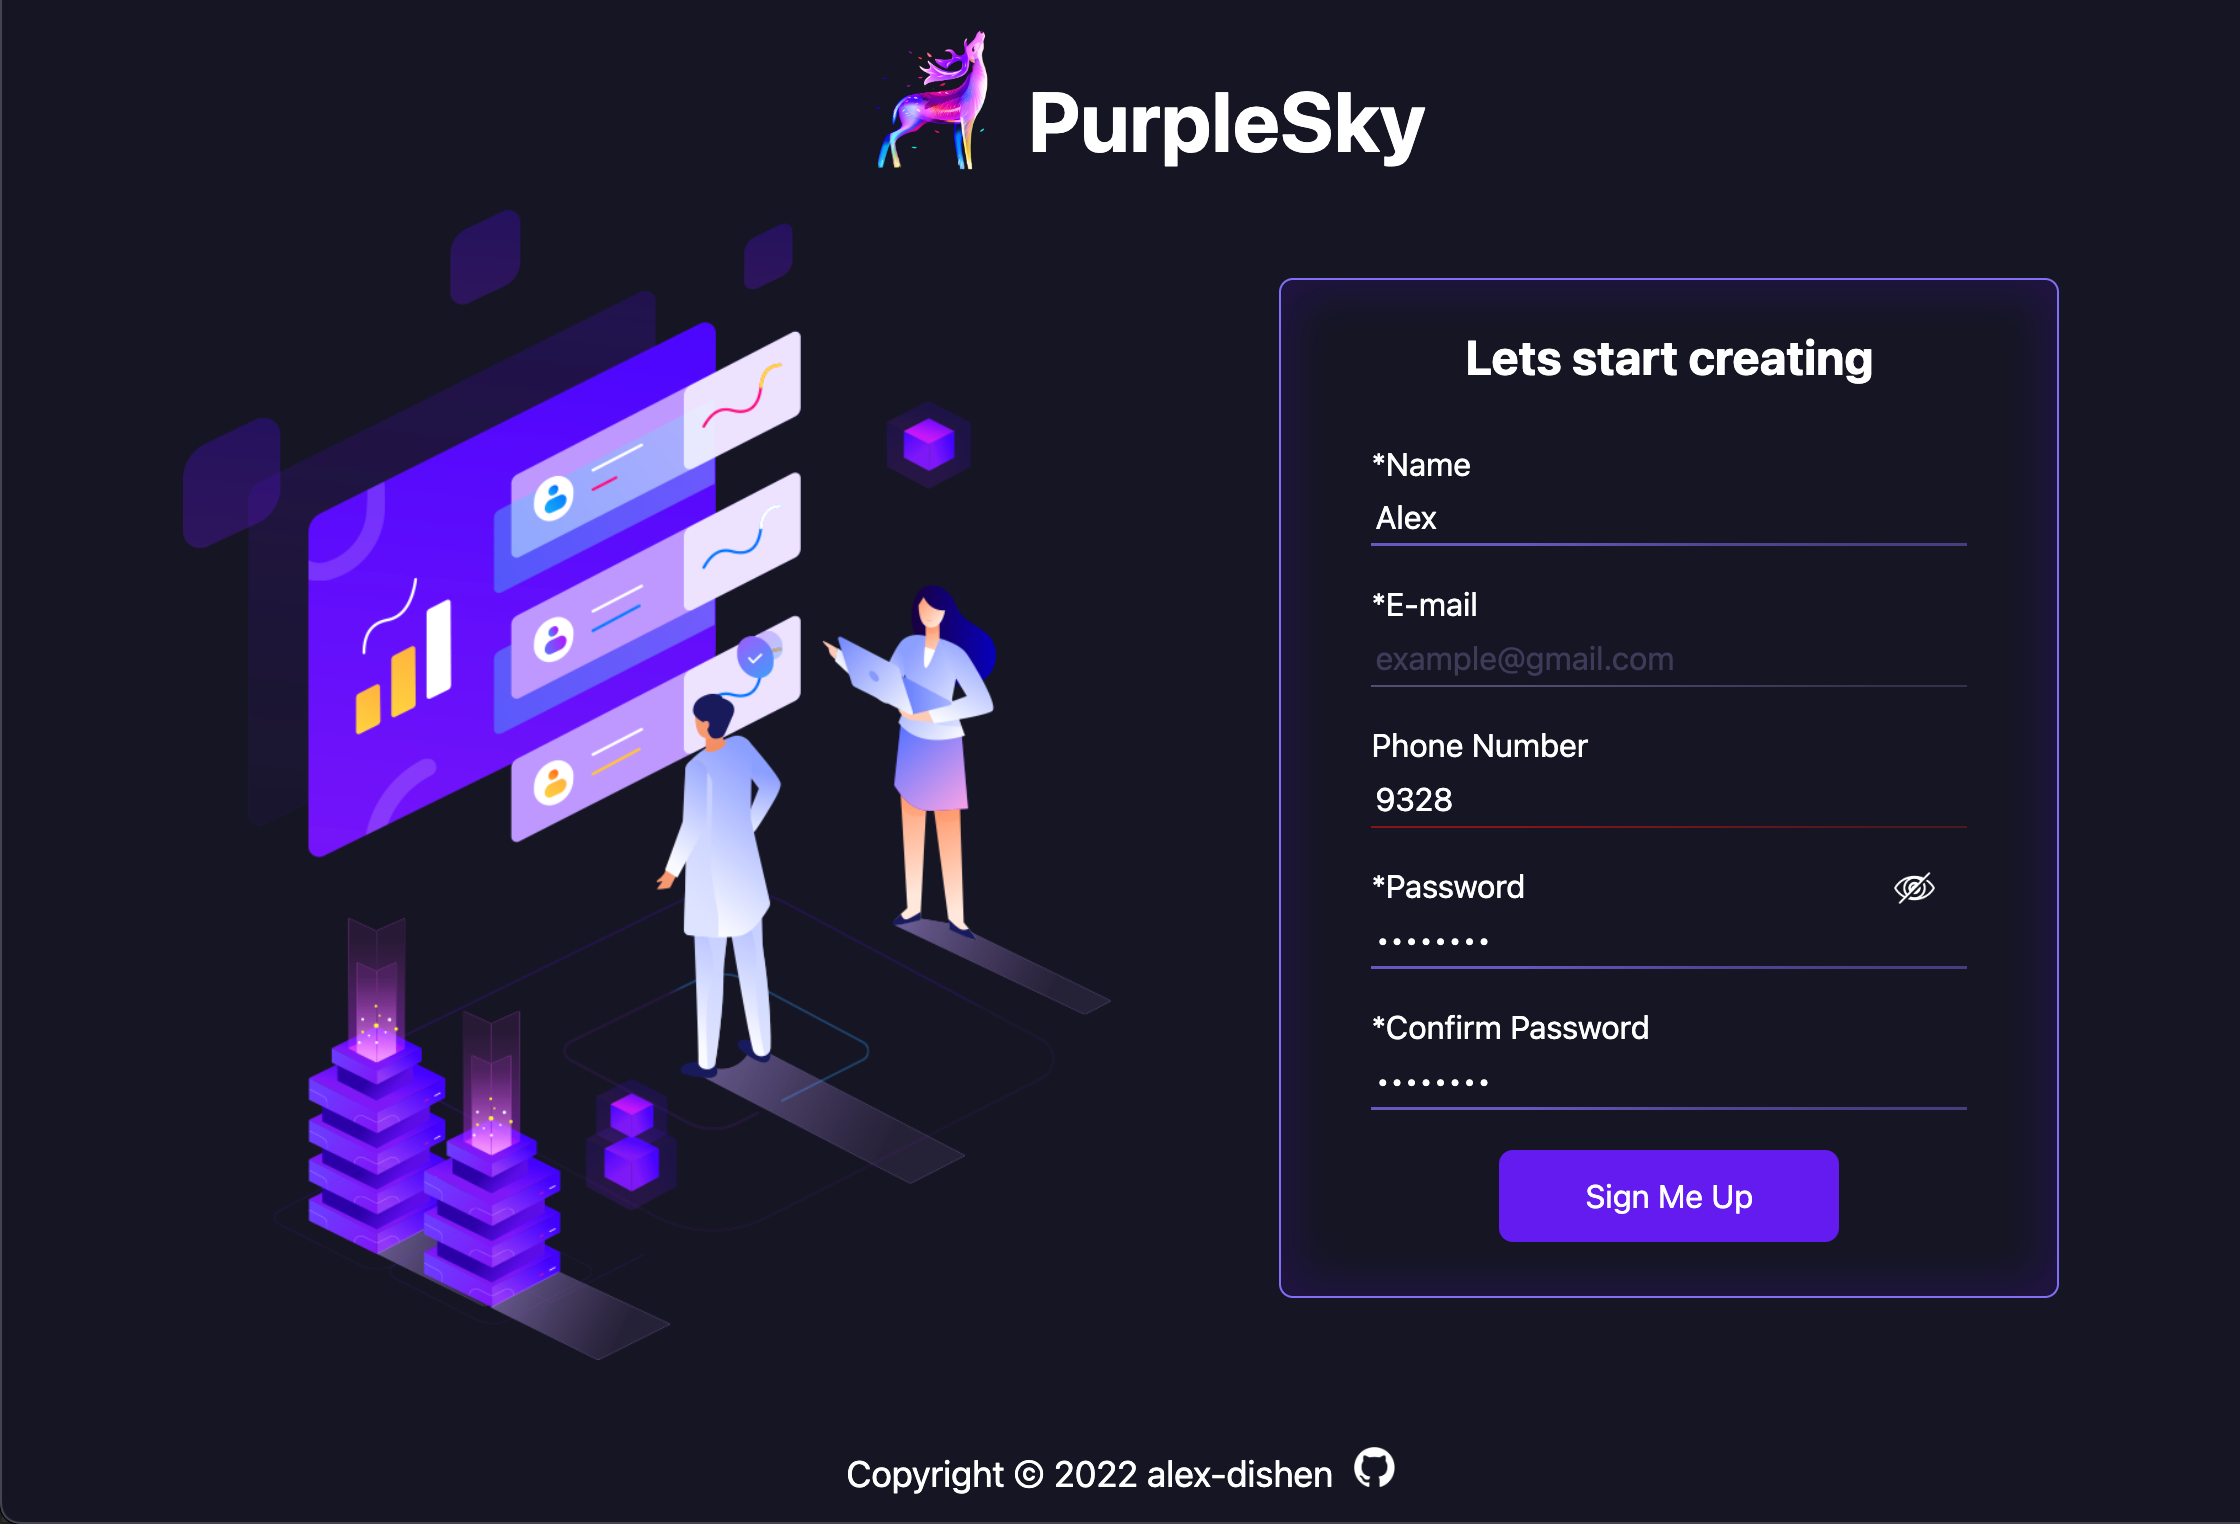 PurpleSky
Lets start creating
*Name
Alex
*E-mail
example@gmail.com
Phone Number
9328
*Password
••••••••
*Confirm Password
••••••••
Sign Me Up
Copyright © 2022 alex-dishen